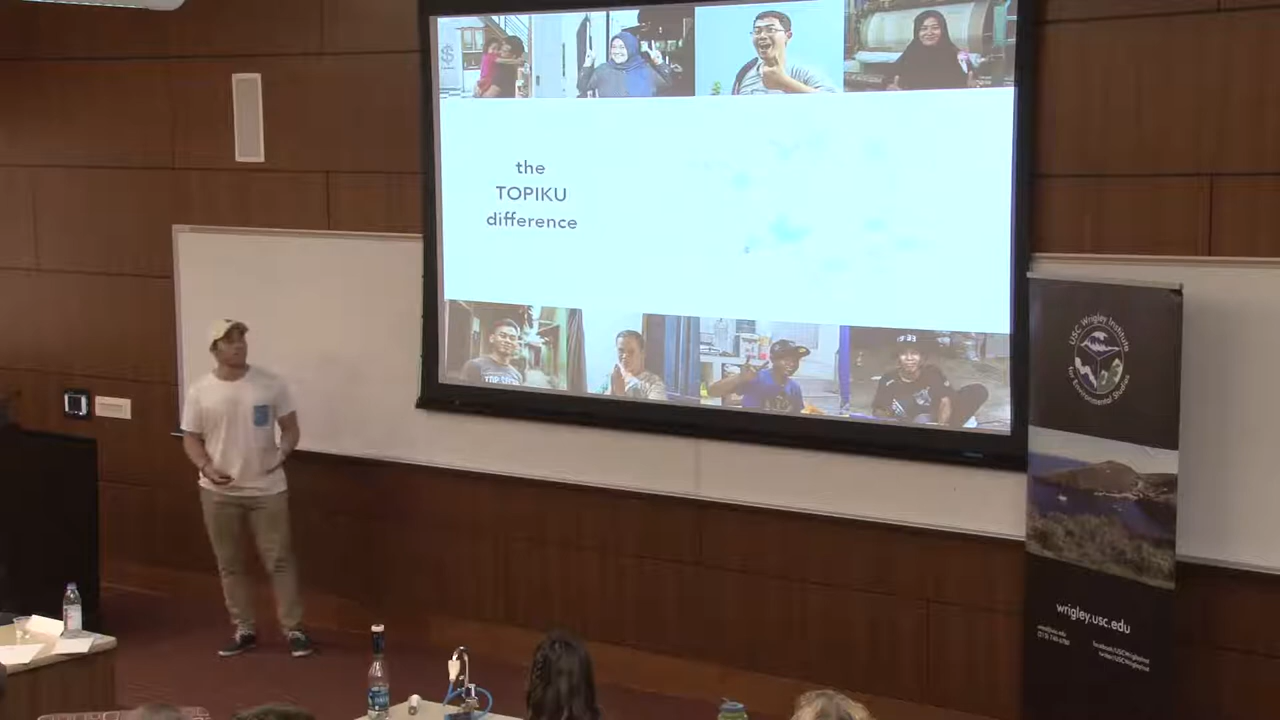 the
TOPIKU
difference
USC Wrigley Institute
for Environmental Studies
wrigley.usc.edu